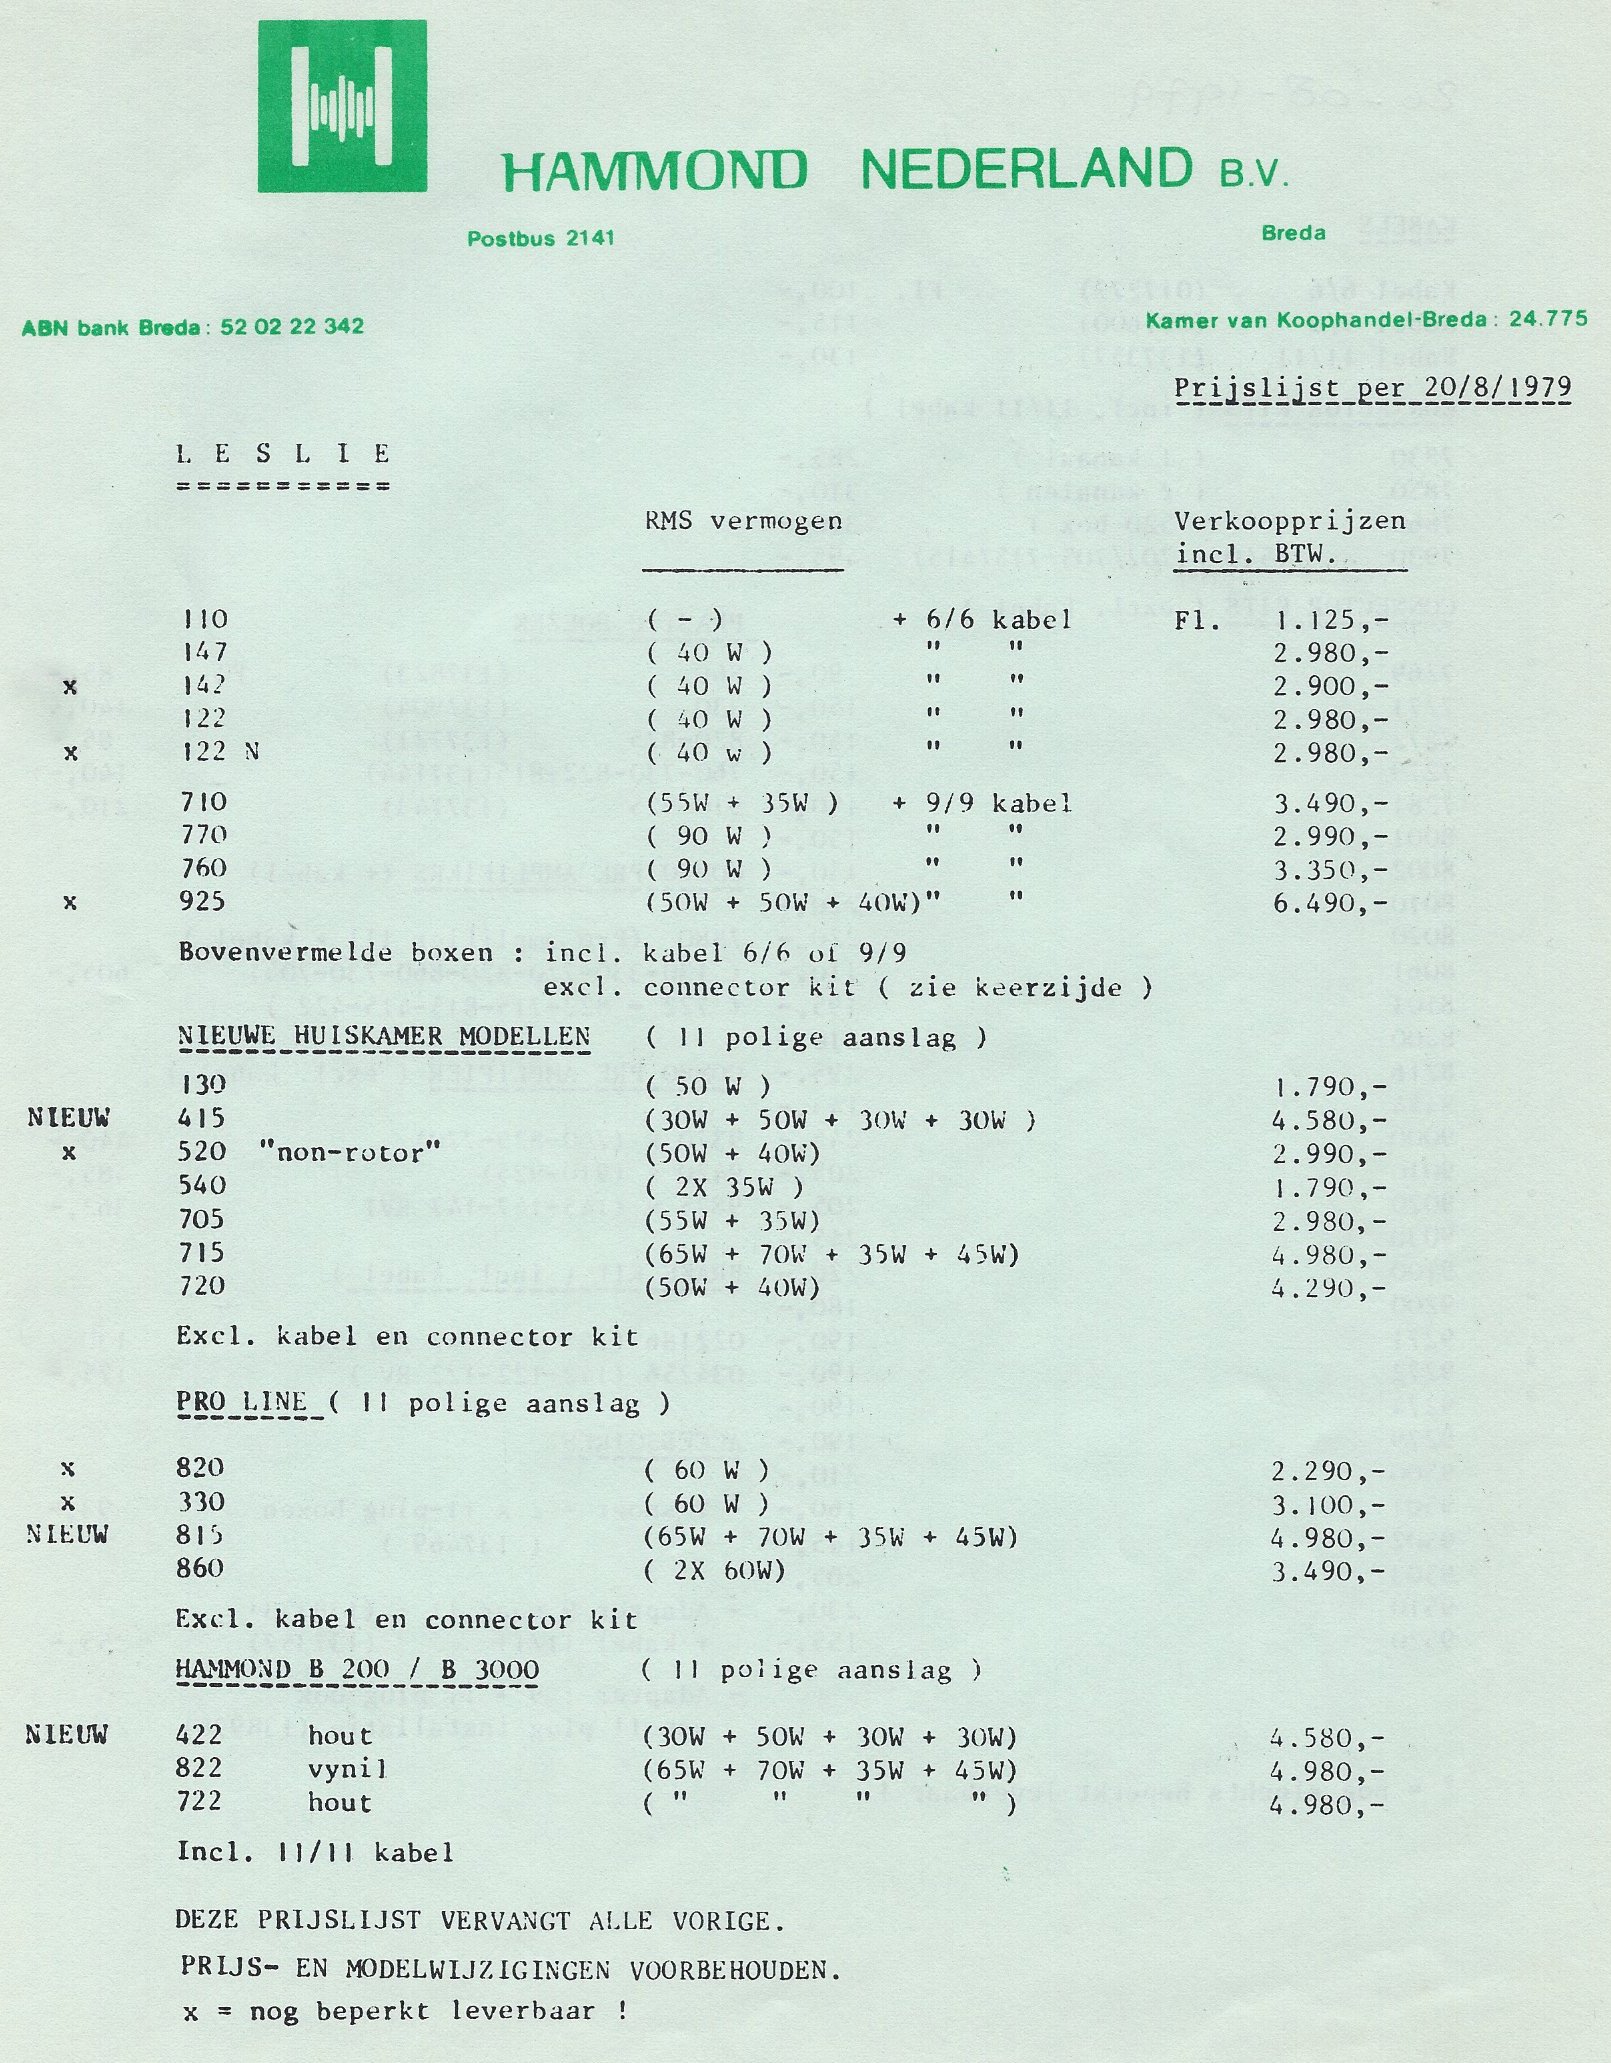 HAMMOND NEDERLAND B.V.
Postbus 2141 Breda
ABN bank Breda: 52 02 22 342 Kamer van Koophandel-Breda: 24.775
Prijslijst per 20/8/1979
L E S L I E
===========
RMS vermogen Verkoopprijzen
incl. BTW.
110 ( - ) + 6/6 kabel Fl. 1.125,-
147 ( 40 W ) " " 2.980,-
x 142 ( 40 W ) " " 2.900,-
122 ( 40 W ) " " 2.980,-
x 122 N ( 40 w ) " " 2.980,-
710 (55W + 35W ) + 9/9 kabel 3.490,-
770 ( 90 W ) " " 2.990,-
760 ( 90 W ) " " 3.350,-
x 925 (50W + 50W + 40W)" " 6.490,-
Bovenvermelde boxen : incl. kabel 6/6 of 9/9
excl. connector kit ( zie keerzijde )
NIEUWE HUISKAMER MODELLEN ( 11 polige aanslag )
130 ( 50 W ) 1.790,-
NIEUW 415 (30W + 50W + 30W + 30W ) 4.580,-
x 520 "non-rotor" (50W + 40W) 2.990,-
540 ( 2X 35W ) 1.790,-
705 (55W + 35W) 2.980,-
715 (65W + 70W + 35W + 45W) 4.980,-
720 (50W + 40W) 4.290,-
Excl. kabel en connector kit
PRO LINE ( 11 polige aanslag )
x 820 ( 60 W ) 2.290,-
x 330 ( 60 W ) 3.100,-
NIEUW 815 (65W + 70W + 35W + 45W) 4.980,-
860 ( 2X 60W) 3.490,-
Excl. kabel en connector kit
HAMMOND B 200 / B 3000 ( 11 polige aanslag )
NIEUW 422 hout (30W + 50W + 30W + 30W) 4.580,-
822 vynil (65W + 70W + 35W + 45W) 4.980,-
722 hout ( " " " " ) 4.980,-
Incl. 11/11 kabel
DEZE PRIJSLIJST VERVANGT ALLE VORIGE.
PRIJS- EN MODELWIJZIGINGEN VOORBEHOUDEN.
x = nog beperkt leverbaar !